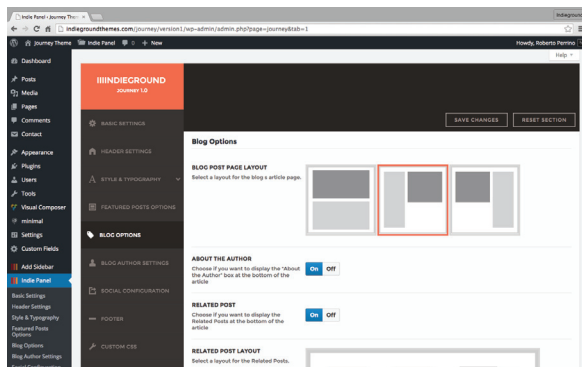 Indie Panel ‹ Journey Them
Indieground
indiegroundthemes.com/journey/version1/wp-admin/admin.php?page=journey&tab=1
Journey Theme
Indie Panel
0
+ New
Howdy, Roberto Perrino
Help
Dashboard
Posts
Media
Pages
Comments
Contact
Appearance
Plugins
Users
Tools
Visual Composer
minimal
Settings
Custom Fields
Add Sidebar
Indie Panel
Basic Settings
Header Settings
Style & Typography
Featured Posts
Options
Blog Options
Blog Author Settings
Social Configuration
IIIINDIEGROUND
JOURNEY 1.0
BASIC SETTINGS
HEADER SETTINGS
STYLE & TYPOGRAPHY
FEATURED POSTS OPTIONS
BLOG OPTIONS
BLOG AUTHOR SETTINGS
SOCIAL CONFIGURATION
FOOTER
CUSTOM CSS
SAVE CHANGES
RESET SECTION
Blog Options
BLOG POST PAGE LAYOUT
Select a layout for the blog s article page.
ABOUT THE AUTHOR
Choose if you want to display the "About
the Author" box at the bottom of the
article
On Off
RELATED POST
Choose if you want to display the
Related Posts at the bottom of the
article
On Off
RELATED POST LAYOUT
Select a layout for the Related Posts.